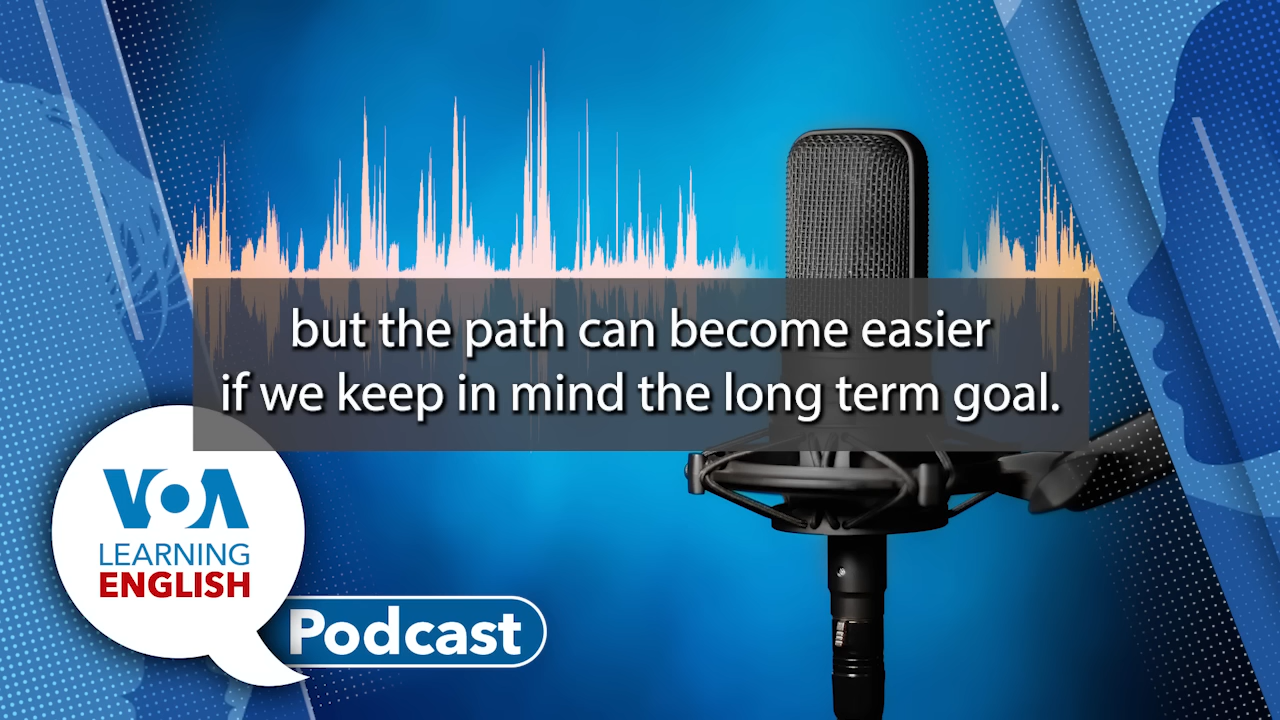 but the path can become easier
if we keep in mind the long term goal.
VOA
LEARNING
ENGLISH
Podcast